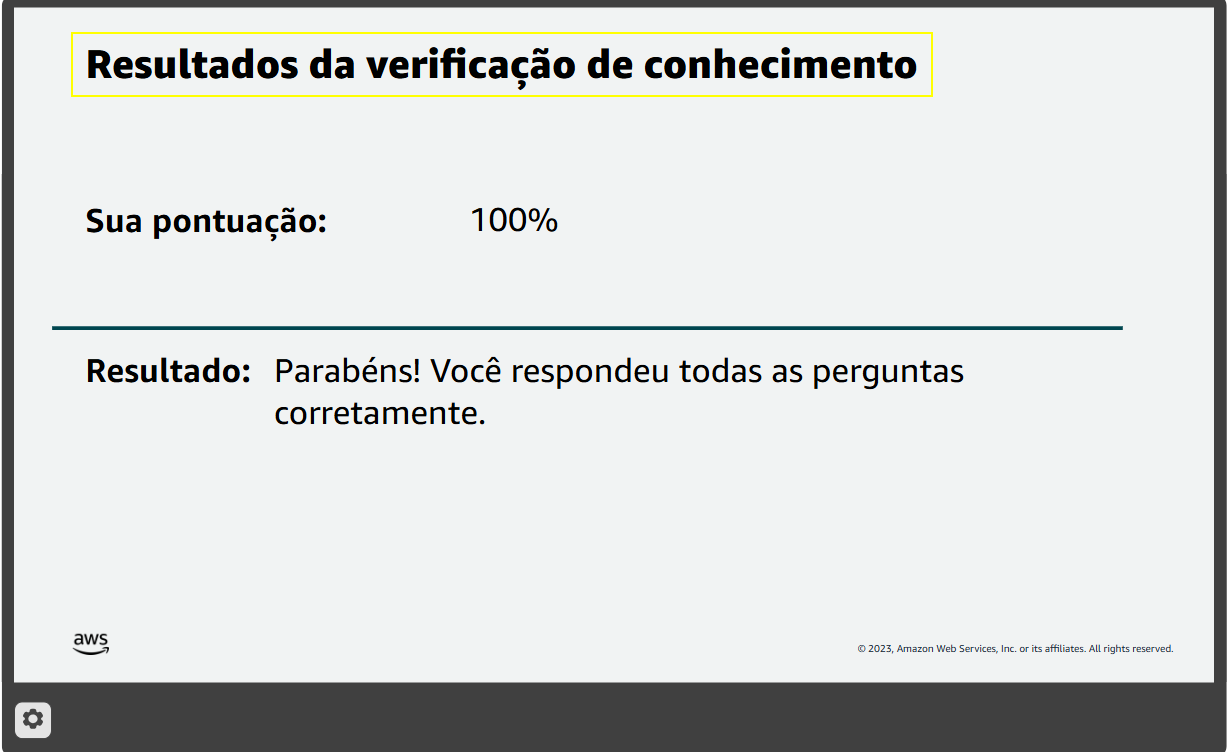 Resultados da verificação de conhecimento
Sua pontuação: 100%
Resultado: Parabéns! Você respondeu todas as perguntas
corretamente.
aws
© 2023, Amazon Web Services, Inc. or its affiliates. All rights reserved.